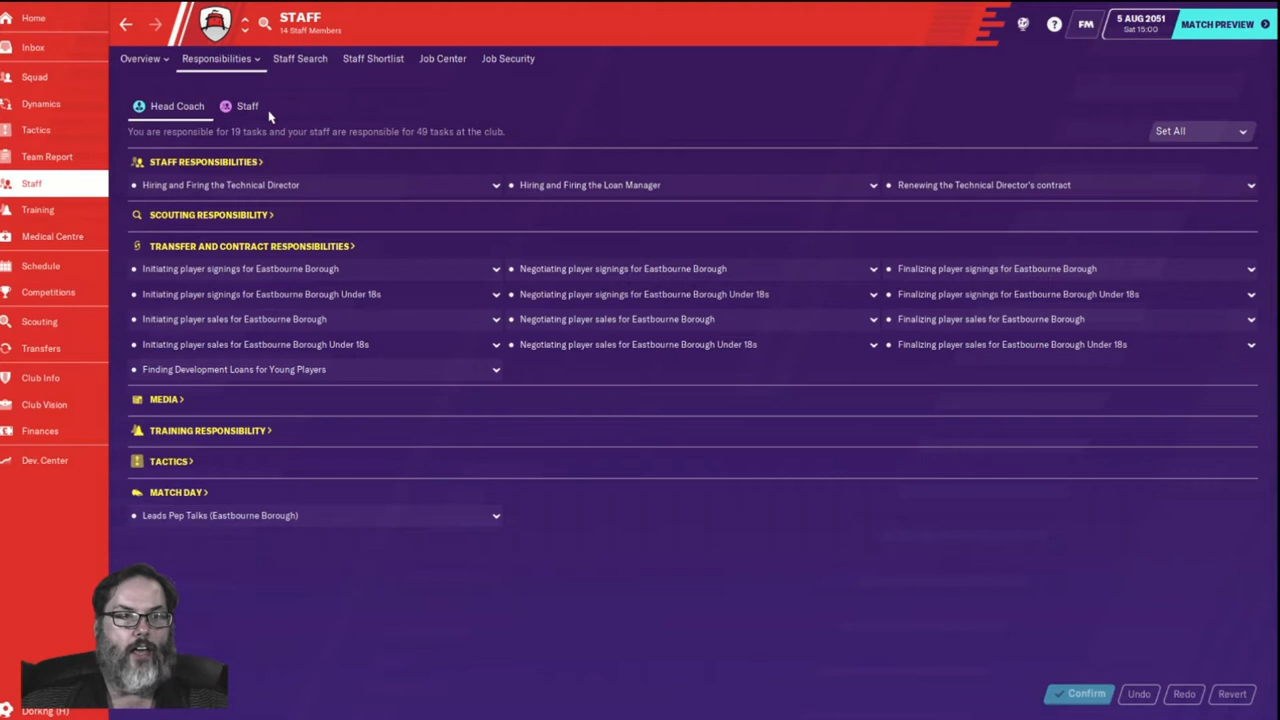 Home
Inbox
Squad
Dynamics
Tactics
Team Report
Staff
Training
Medical Centre
Schedule
Competitions
Scouting
Transfers
Club Info
Club Vision
Finances
Dev. Center
Dorkng (H)
STAFF
14 Staff Members
? FM 5 AUG 2051 MATCH PREVIEW
Sat 15:00
Overview Responsibilities Staff Search Staff Shortlist Job Center Job Security
Head Coach Staff
You are responsible for 19 tasks and your staff are responsible for 49 tasks at the club. Set All
STAFF RESPONSIBILITIES >
Hiring and Firing the Technical Director Hiring and Firing the Loan Manager Renewing the Technical Director's contract
SCOUTING RESPONSIBILITY >
TRANSFER AND CONTRACT RESPONSIBILITIES >
Initiating player signings for Eastbourne Borough Negotiating player signings for Eastbourne Borough Finalizing player signings for Eastbourne Borough
Initiating player signings for Eastbourne Borough Under 18s Negotiating player signings for Eastbourne Borough Under 18s Finalizing player signings for Eastbourne Borough Under 18s
Initiating player sales for Eastbourne Borough Negotiating player sales for Eastbourne Borough Finalizing player sales for Eastbourne Borough
Initiating player sales for Eastbourne Borough Under 18s Negotiating player sales for Eastbourne Borough Under 18s Finalizing player sales for Eastbourne Borough Under 18s
Finding Development Loans for Young Players
MEDIA >
TRAINING RESPONSIBILITY >
TACTICS >
MATCH DAY >
Leads Pep Talks (Eastbourne Borough)
Confirm Undo Redo Revert